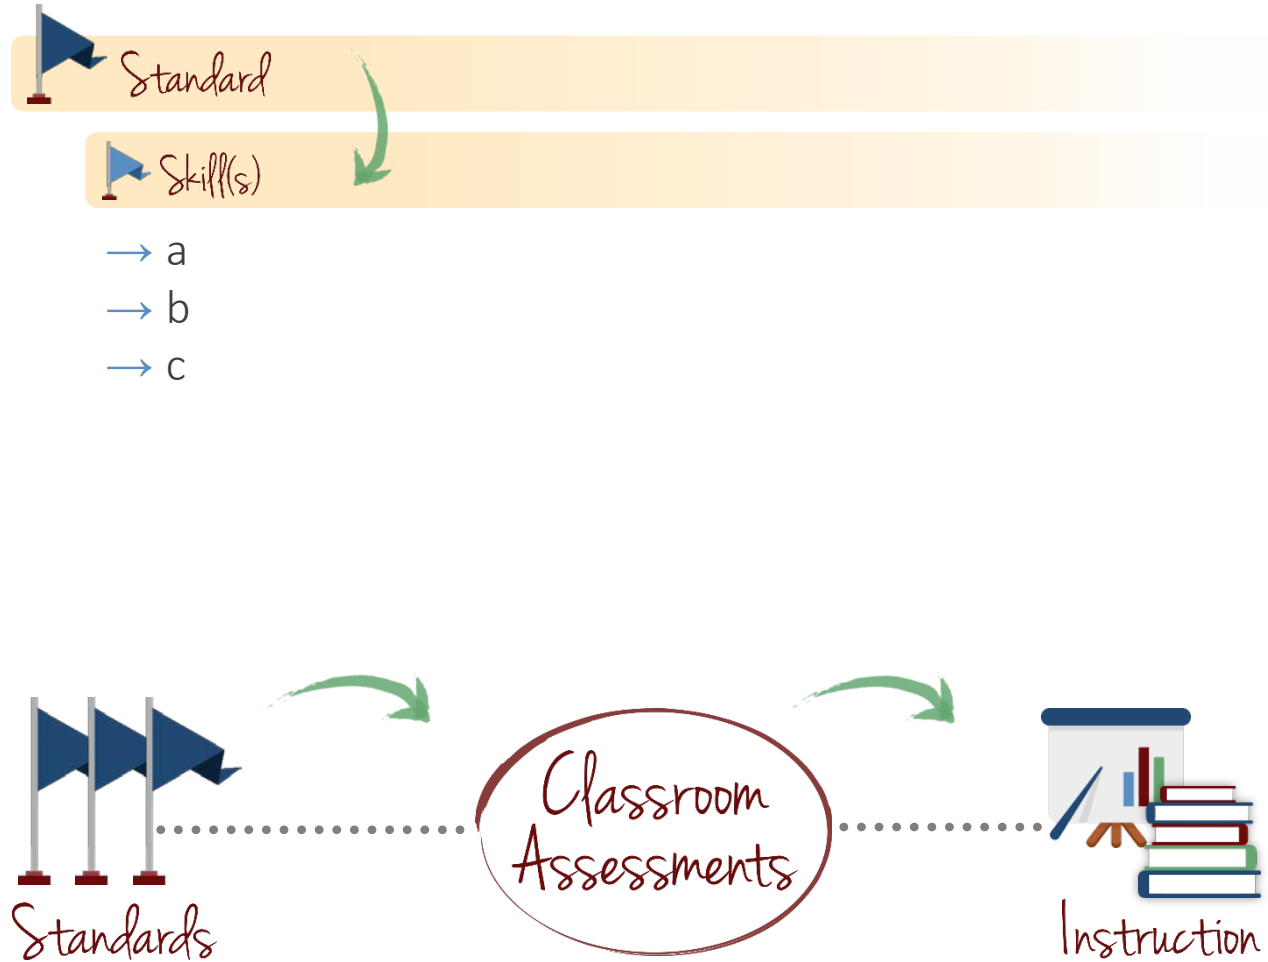 Standard
Skill(s)
→ a
→ b
→ c
Classroom
Assessments
Standards
Instruction